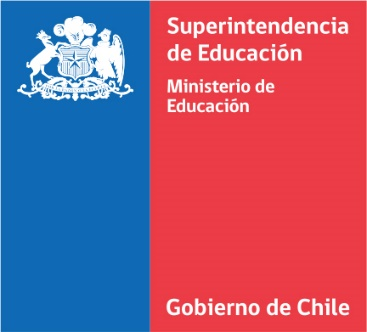 Superintendencia
de Educación
Ministerio de
Educación
Gobierno de Chile